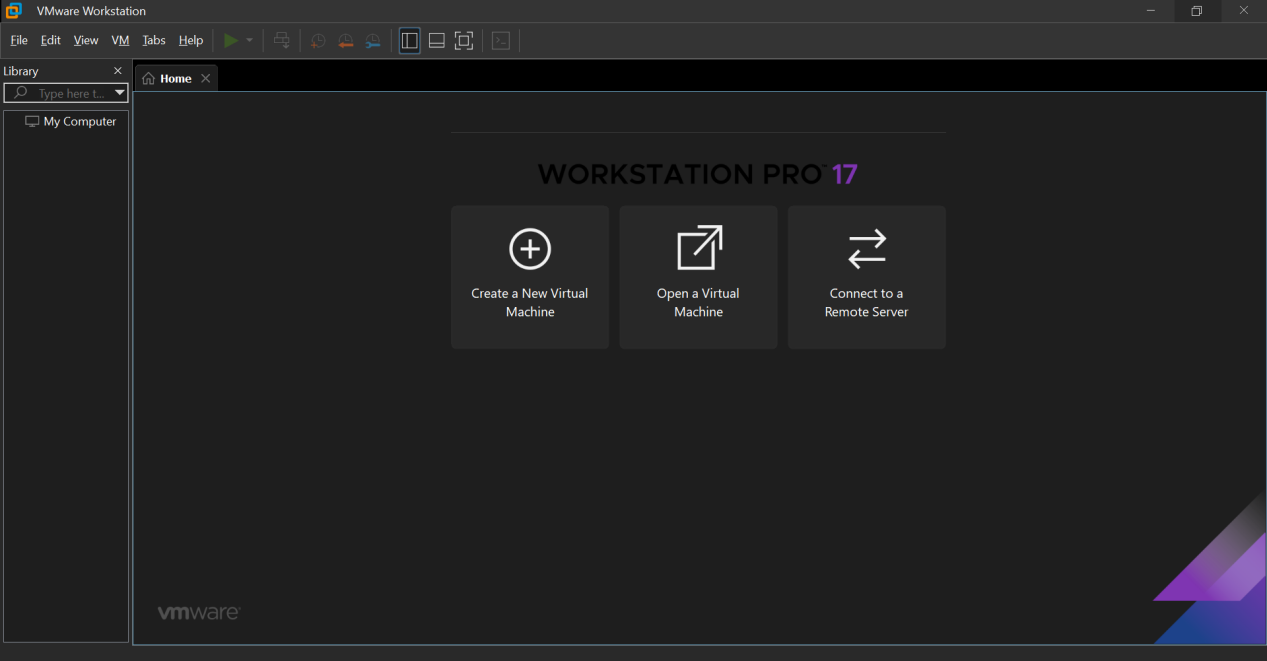 VMware Workstation
File Edit View VM Tabs Help
Library
Type here t...
My Computer
Home
WORKSTATION PRO™ 17
Create a New Virtual
Machine
Open a Virtual
Machine
Connect to a
Remote Server
vmware®